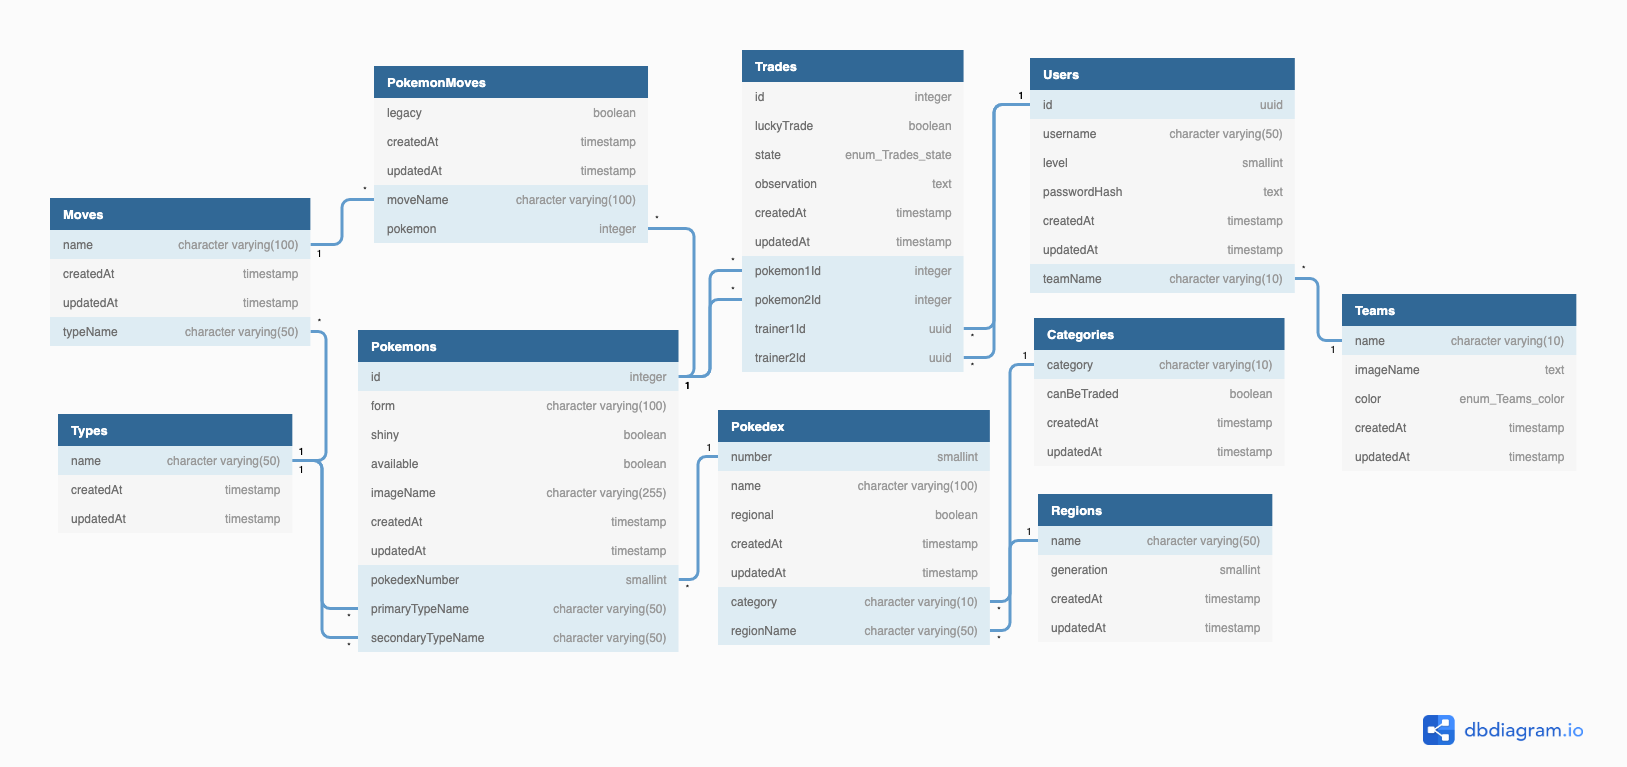 PokemonMoves
legacy boolean
createdAt timestamp
updatedAt timestamp
* moveName character varying(100)
pokemon integer *
Trades
id integer
luckyTrade boolean
state enum_Trades_state
observation text
createdAt timestamp
updatedAt timestamp
* pokemon1Id integer
* pokemon2Id integer
trainer1Id uuid *
trainer2Id uuid *
Users
1 id uuid
username character varying(50)
level smallint
passwordHash text
createdAt timestamp
updatedAt timestamp
teamName character varying(10) *
Moves
name character varying(100) 1
createdAt timestamp
updatedAt timestamp
typeName character varying(50) *
Teams
1 name character varying(10)
imageName text
color enum_Teams_color
createdAt timestamp
updatedAt timestamp
Pokemons
id integer 1
form character varying(100)
shiny boolean
available boolean
imageName character varying(255)
createdAt timestamp
updatedAt timestamp
pokedexNumber smallint *
* primaryTypeName character varying(50)
* secondaryTypeName character varying(50)
Categories
1 category character varying(10)
canBeTraded boolean
createdAt timestamp
updatedAt timestamp
Types
name character varying(50) 1
1
createdAt timestamp
updatedAt timestamp
Pokedex
1 number smallint
name character varying(100)
regional boolean
createdAt timestamp
updatedAt timestamp
category character varying(10) *
regionName character varying(50) *
Regions
1 name character varying(50)
generation smallint
createdAt timestamp
updatedAt timestamp
dbdiagram.io